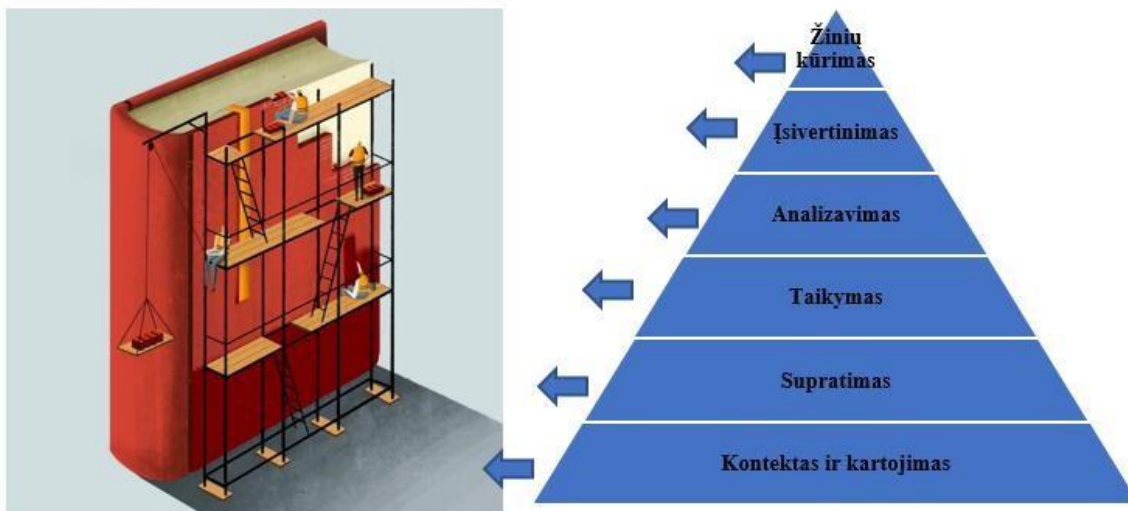 Žinių
kūrimas
Įsivertinimas
Analizavimas
Taikymas
Supratimas
Kontektas ir kartojimas